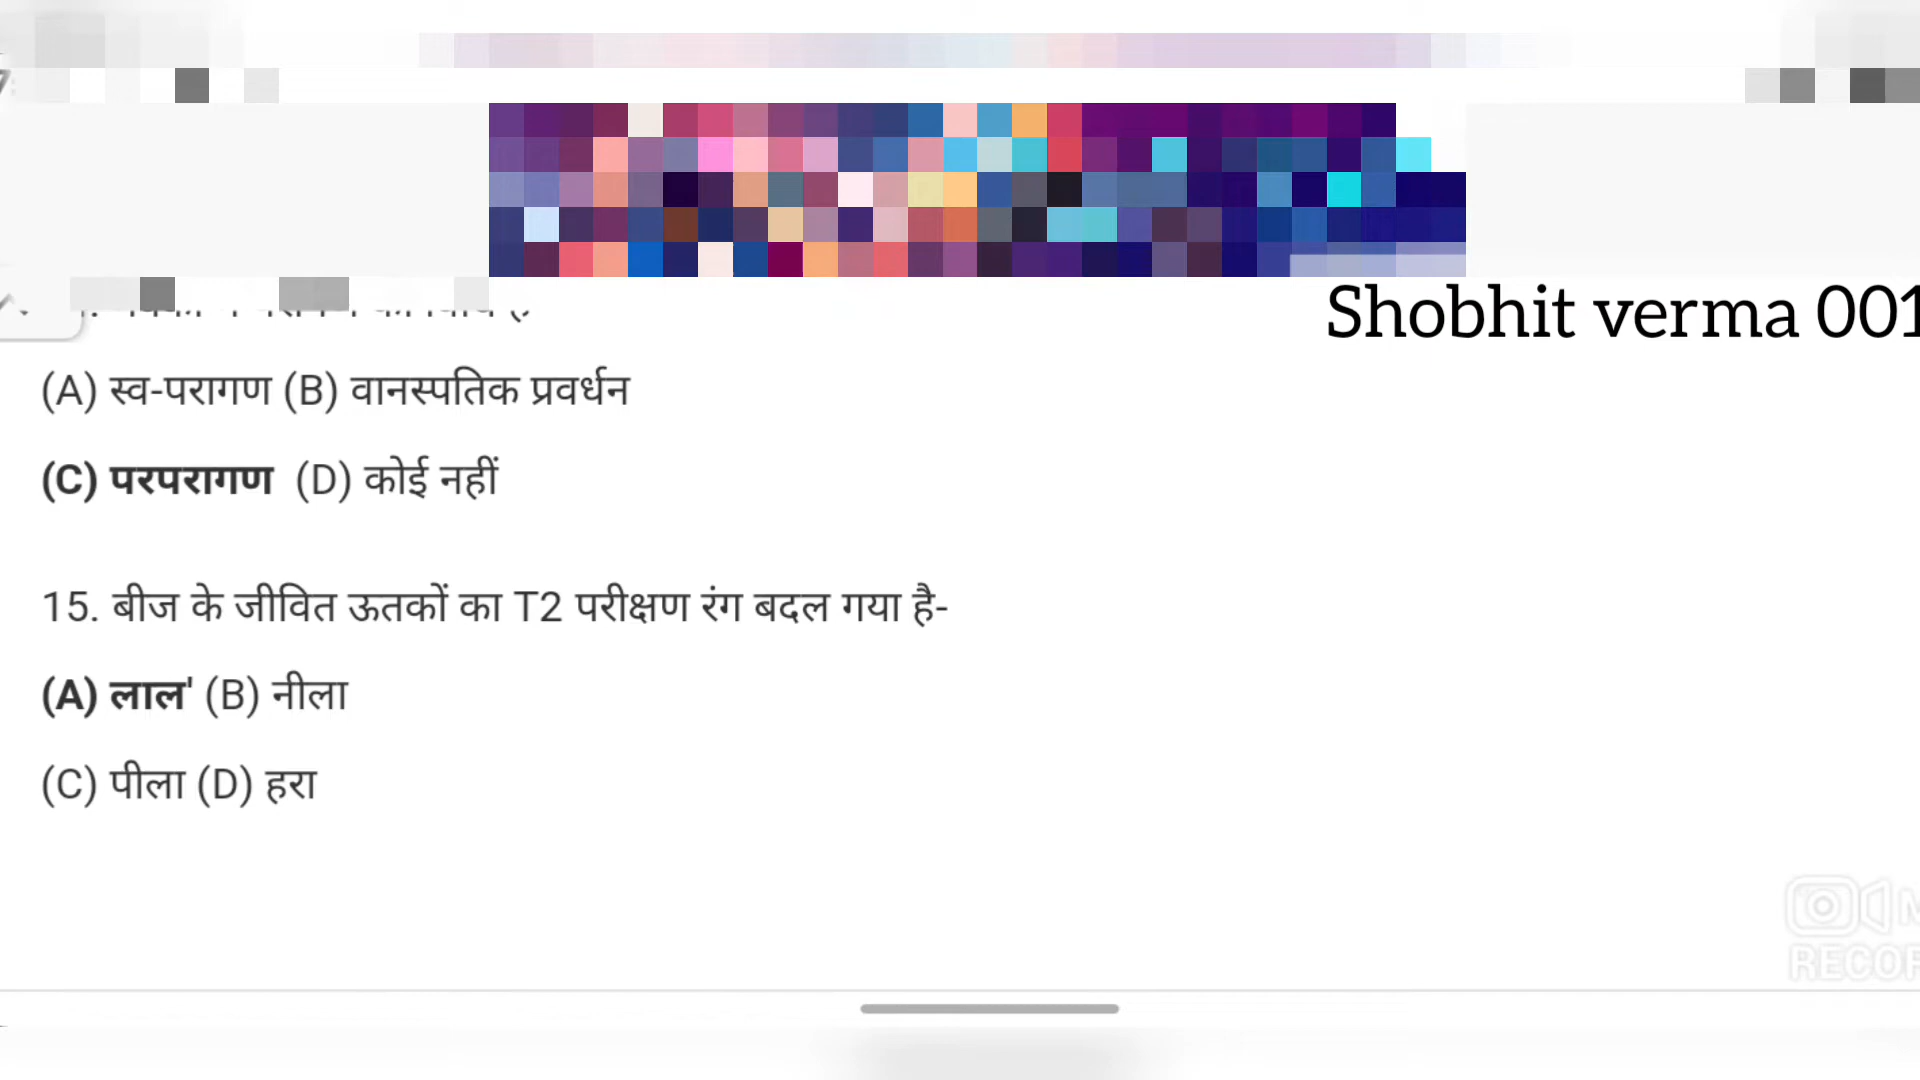 Shobhit verma 001
(A) स्व-परागण (B) वानस्पतिक प्रवर्धन
(C) परपरागण (D) कोई नहीं
15. बीज के जीवित ऊतकों का T2 परीक्षण रंग बदल गया है-
(A) लाल' (B) नीला
(C) पीला (D) हरा